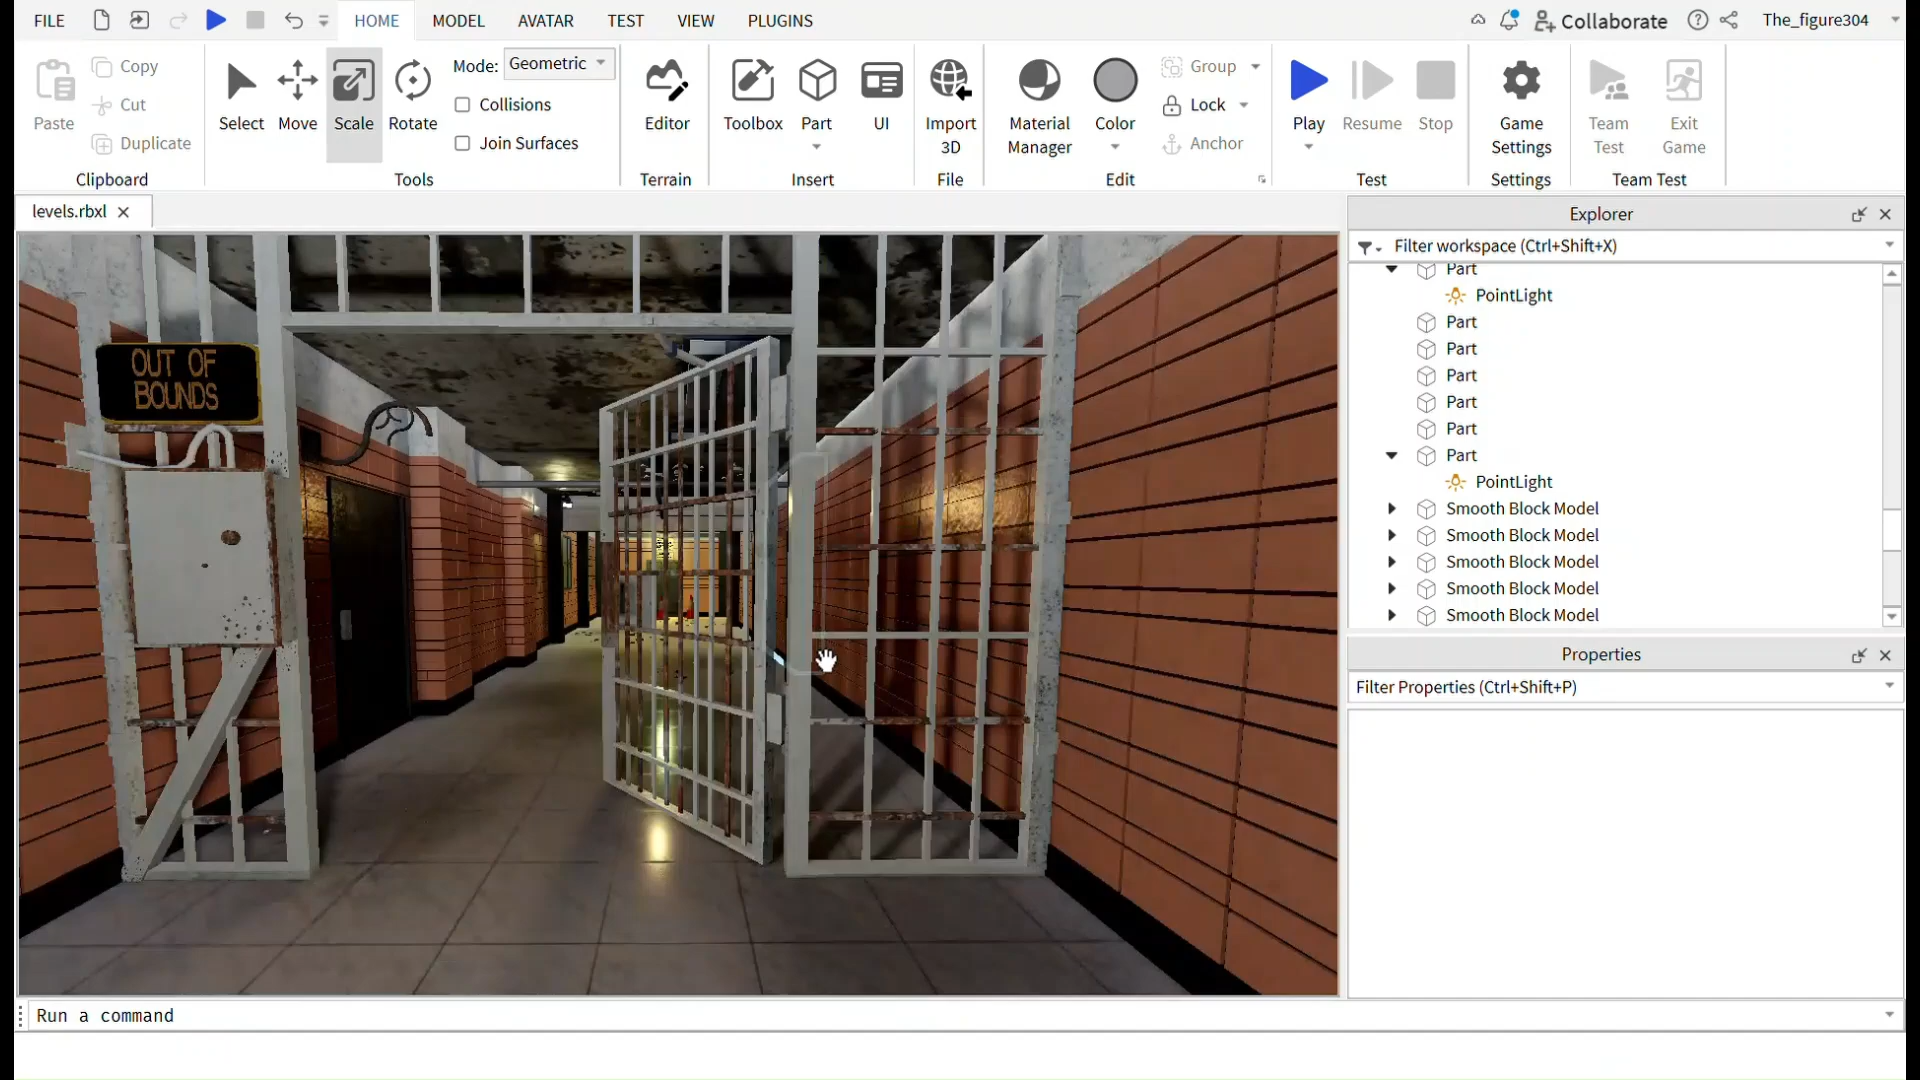 FILE HOME MODEL AVATAR TEST VIEW PLUGINS Collaborate The_figure304
Paste Copy Cut Duplicate
Clipboard
Select Move Scale Rotate
Mode: Geometric
Collisions
Join Surfaces
Tools
Editor
Terrain
Toolbox Part UI
Insert
Import
3D
File
Material
Manager
Color
Group
Lock
Anchor
Edit
Play Resume Stop
Test
Game
Settings
Settings
Team
Test
Exit
Game
Team Test
levels.rbxl
OUT OF
BOUNDS
Explorer
Filter workspace (Ctrl+Shift+X)
Part
PointLight
Part
Part
Part
Part
Part
Part
PointLight
Smooth Block Model
Smooth Block Model
Smooth Block Model
Smooth Block Model
Smooth Block Model
Properties
Filter Properties (Ctrl+Shift+P)
Run a command